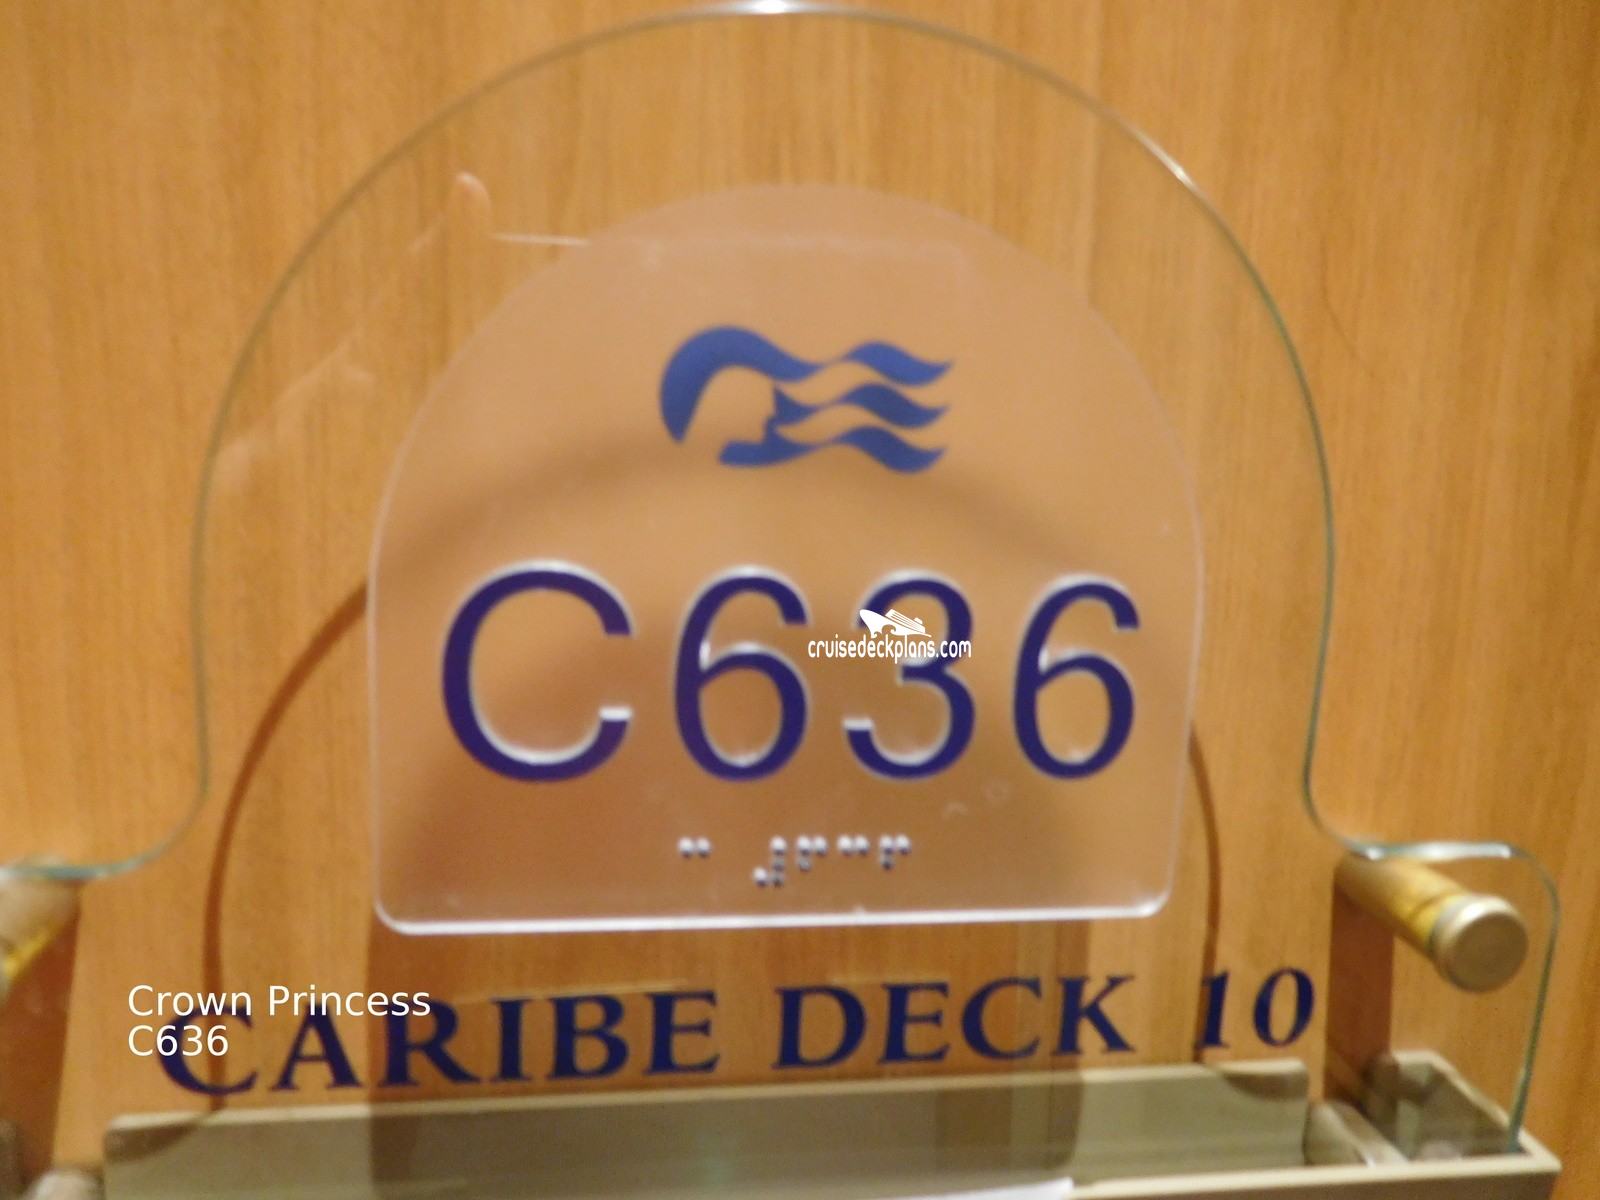 C636
cruisedeckplans.com
CARIBE DECK 10
Crown Princess
C636
⠉⠼⠋⠉⠋